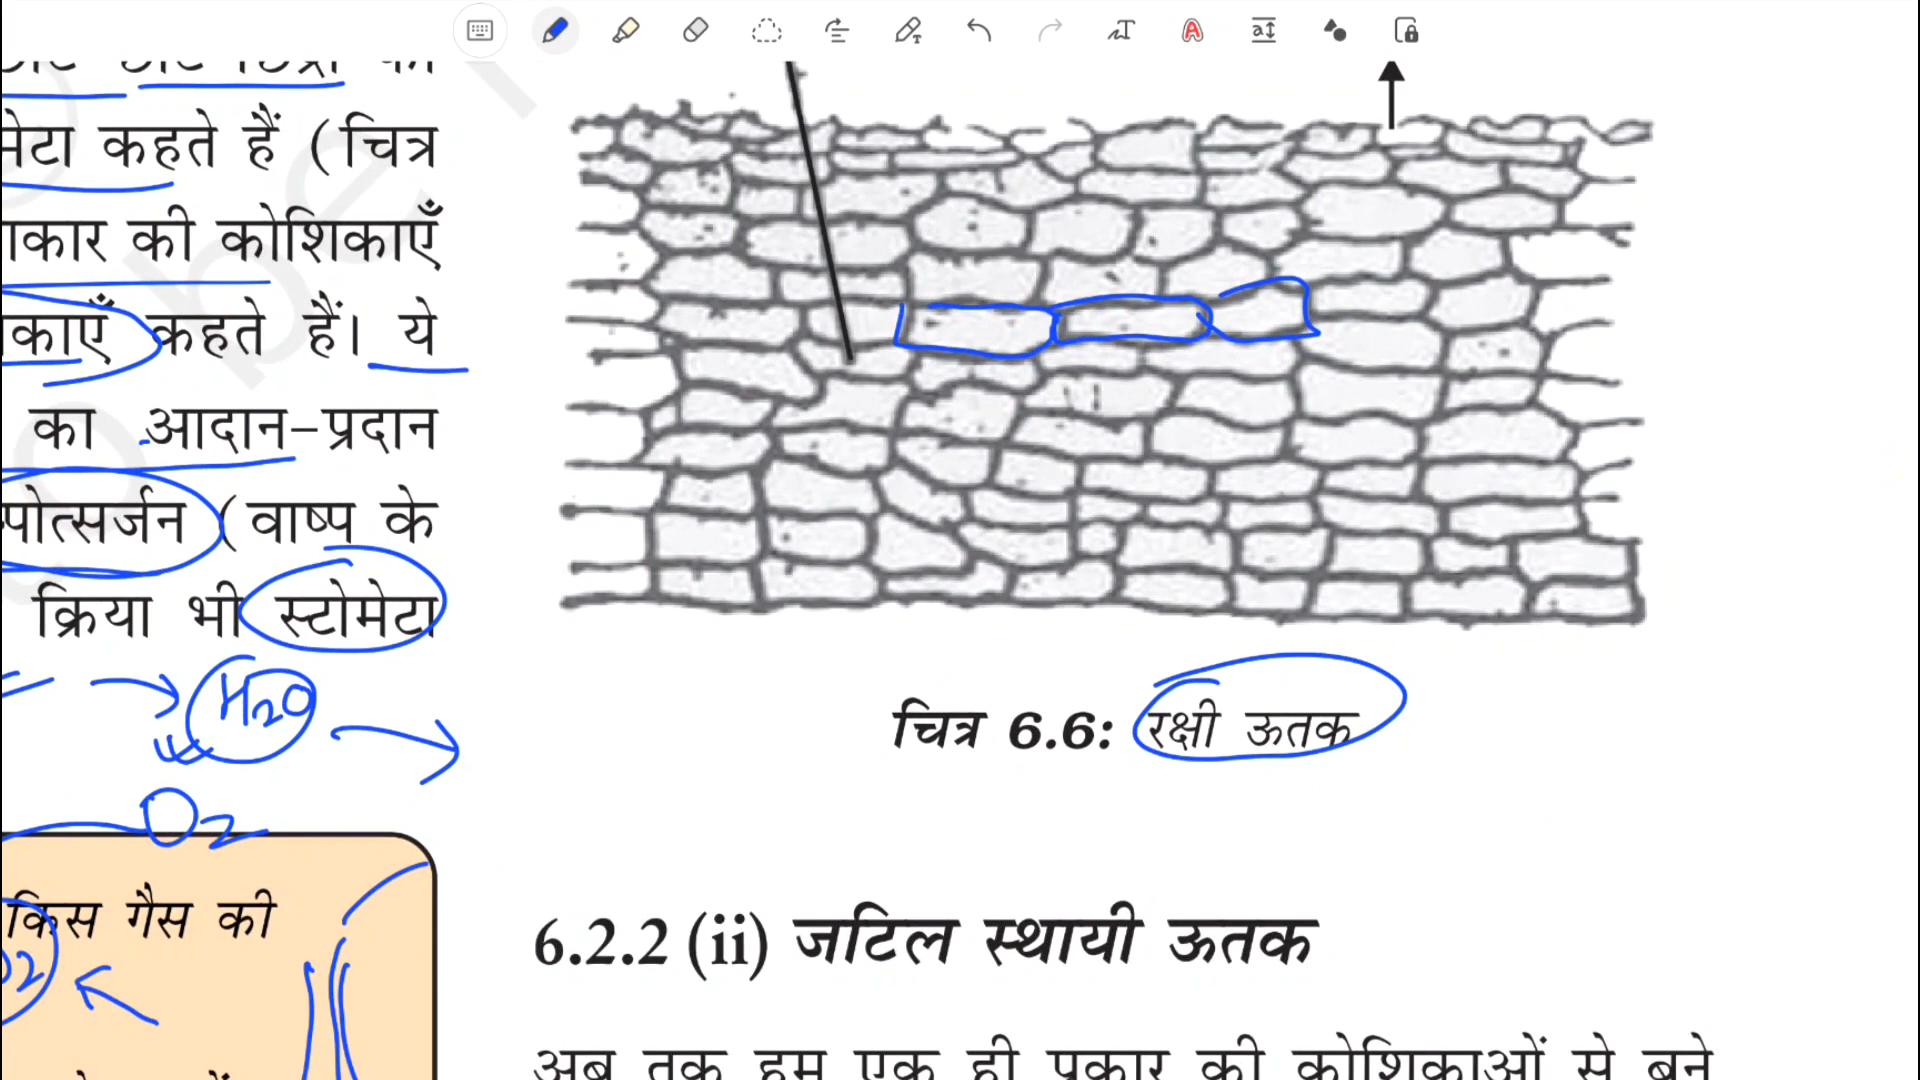 मेटा कहते हैं (चित्र
कार की कोशिकाएँ
काएँ कहते हैं। ये
का आदान-प्रदान
पोत्सर्जन (वाष्प के
क्रिया भी स्टोमेटा
H2O
O2
किस गैस की
चित्र 6.6: रक्षी ऊतक
6.2.2 (ii) जटिल स्थायी ऊतक
अब तक हम एक ही प्रकार की कोशिकाओं से बने